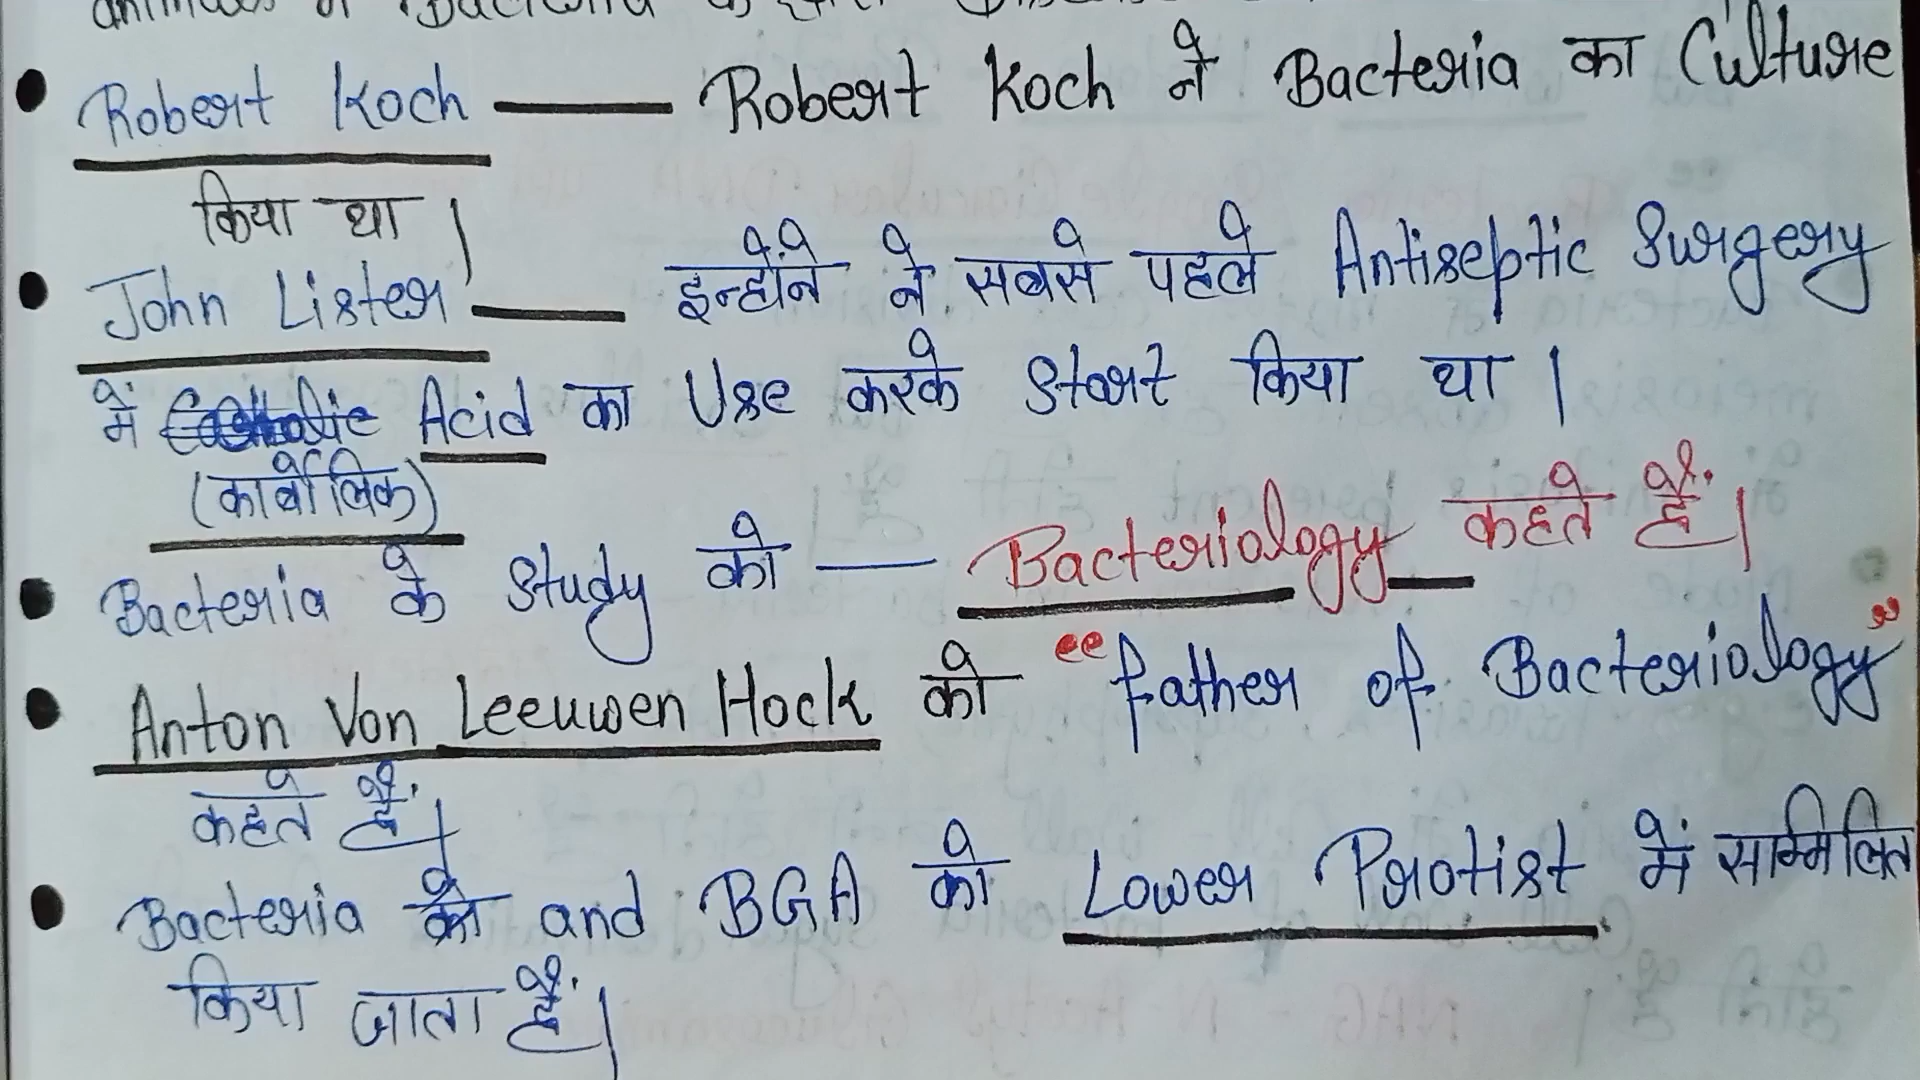 Bacteria के द्वारा
Robert Koch — Robert Koch ने Bacteria का Culture
किया था।
John Lister — इन्होंने ने सबसे पहले Antiseptic Surgery
में Acid का Use करके Start किया था।
(कार्बोलिक)
Bacteria के Study को — Bacteriology कहते हैं।
Anton Von Leeuwen Hock को "father of Bacteriology"
कहते हैं।
Bacteria को and BGA को Lower Protist में सम्मिलित
किया जाता हैं।